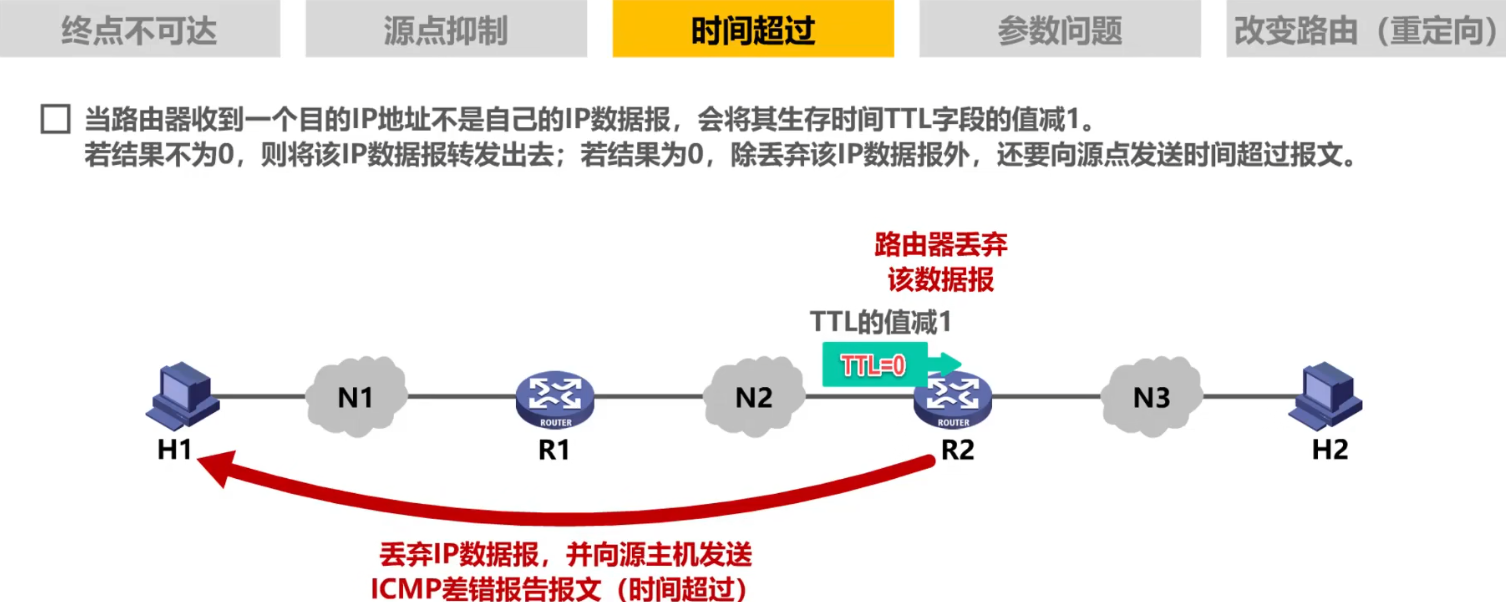 终点不可达
源点抑制
时间超过
参数问题
改变路由（重定向）
当路由器收到一个目的IP地址不是自己的IP数据报，会将其生存时间TTL字段的值减1。
若结果不为0，则将该IP数据报转发出去；若结果为0，除丢弃该IP数据报外，还要向源点发送时间超过报文。
路由器丢弃
该数据报
TTL的值减1
TTL=0
N1
ROUTER
N2
ROUTER
N3
H1
R1
R2
H2
丢弃IP数据报，并向源主机发送
ICMP差错报告报文（时间超过）